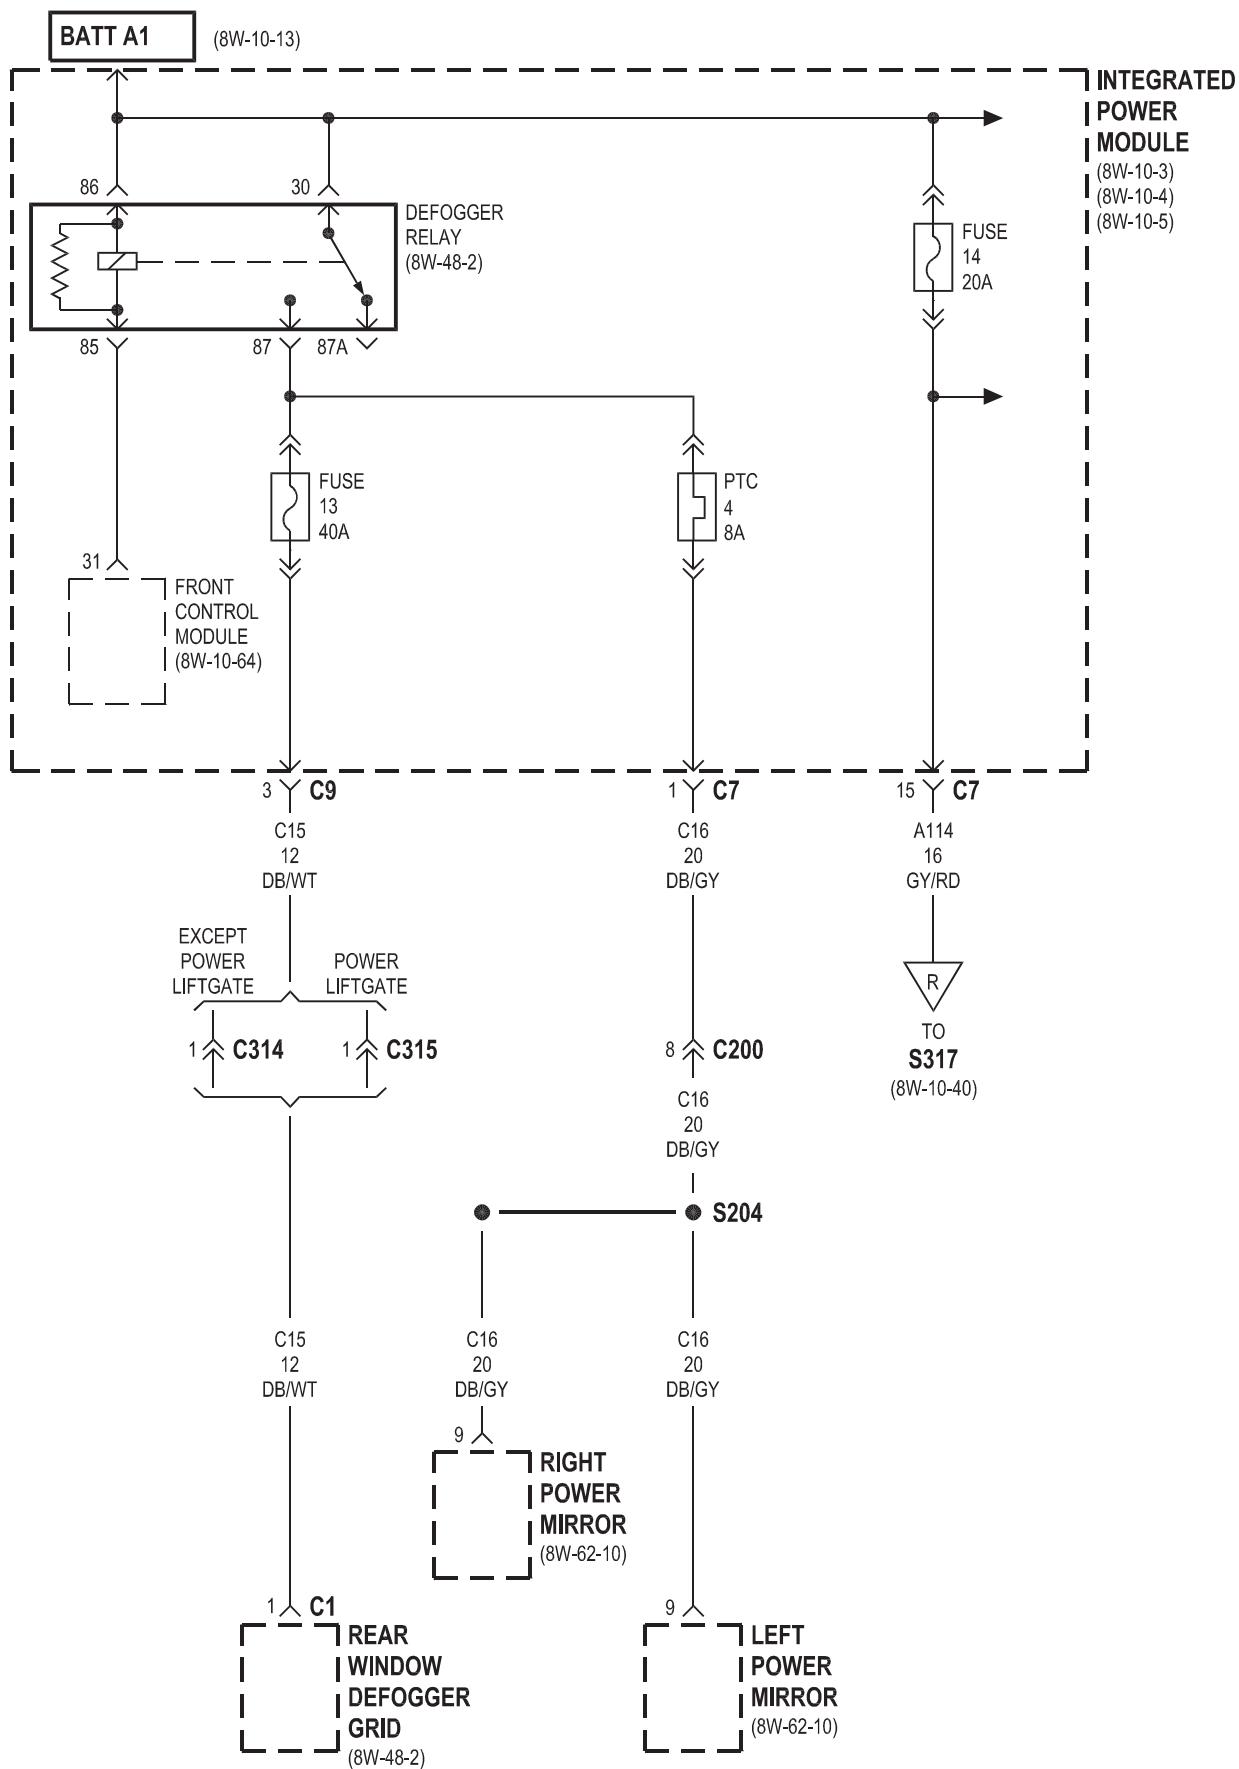 BATT A1
(8W-10-13)
INTEGRATED
POWER
MODULE
(8W-10-3)
(8W-10-4)
(8W-10-5)
86
30
DEFOGGER
RELAY
(8W-48-2)
FUSE
14
20A
85
87
87A
FUSE
13
40A
PTC
4
8A
31
FRONT
CONTROL
MODULE
(8W-10-64)
3
C9
1
C7
15
C7
C15
12
DB/WT
C16
20
DB/GY
A114
16
GY/RD
EXCEPT
POWER
LIFTGATE
POWER
LIFTGATE
R
TO
S317
(8W-10-40)
1
C314
1
C315
8
C200
C16
20
DB/GY
S204
C15
12
DB/WT
C16
20
DB/GY
C16
20
DB/GY
9
RIGHT
POWER
MIRROR
(8W-62-10)
1
C1
REAR
WINDOW
DEFOGGER
GRID
(8W-48-2)
9
LEFT
POWER
MIRROR
(8W-62-10)